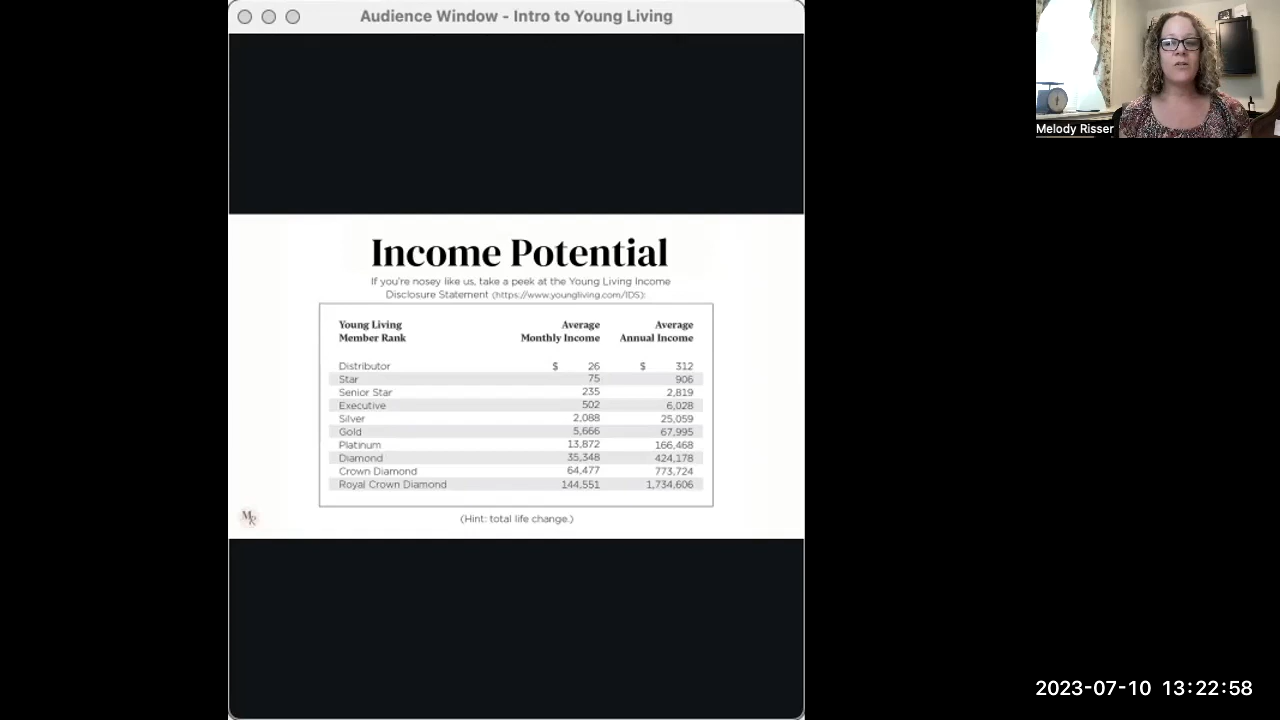 Audience Window - Intro to Young Living
Melody Risser
Income Potential
If you're nosey like us, take a peek at the Young Living Income
Disclosure Statement (https://www.youngliving.com/IDS):
Young Living Average Average
Member Rank Monthly Income Annual Income
Distributor $ 26 $ 312
Star 75 906
Senior Star 235 2,819
Executive 502 6,028
Silver 2,088 25,059
Gold 5,666 67,995
Platinum 13,872 166,468
Diamond 35,348 424,178
Crown Diamond 64,477 773,724
Royal Crown Diamond 144,551 1,734,606
MR
(Hint: total life change.)
2023-07-10 13:22:58